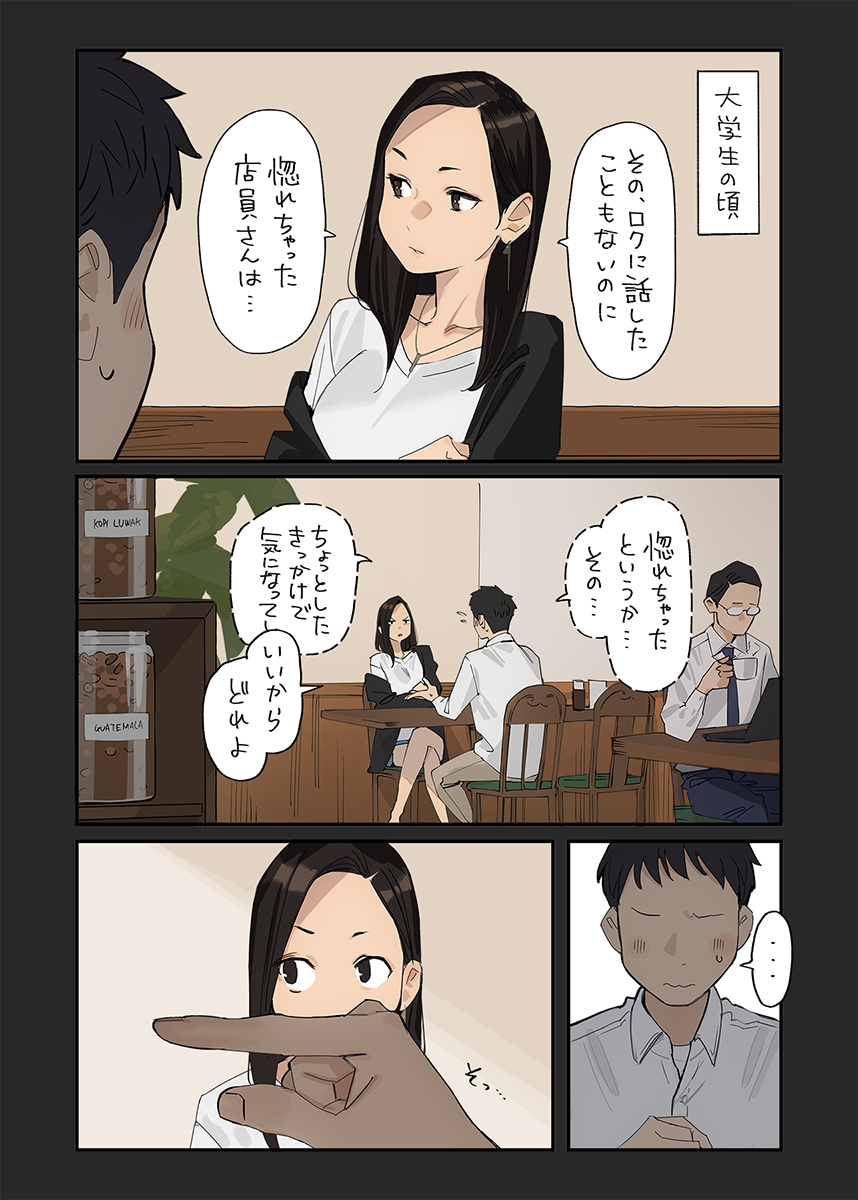 大学生の頃
その、ロクに話した
こともないのに
惚れちゃった
店員さんは…
惚れちゃった
というか…
その…
ちょっとした
きっかけで
気になって
いいから
どれよ
KOPI LUWAK
GUATEMALA
・・・
そっ…